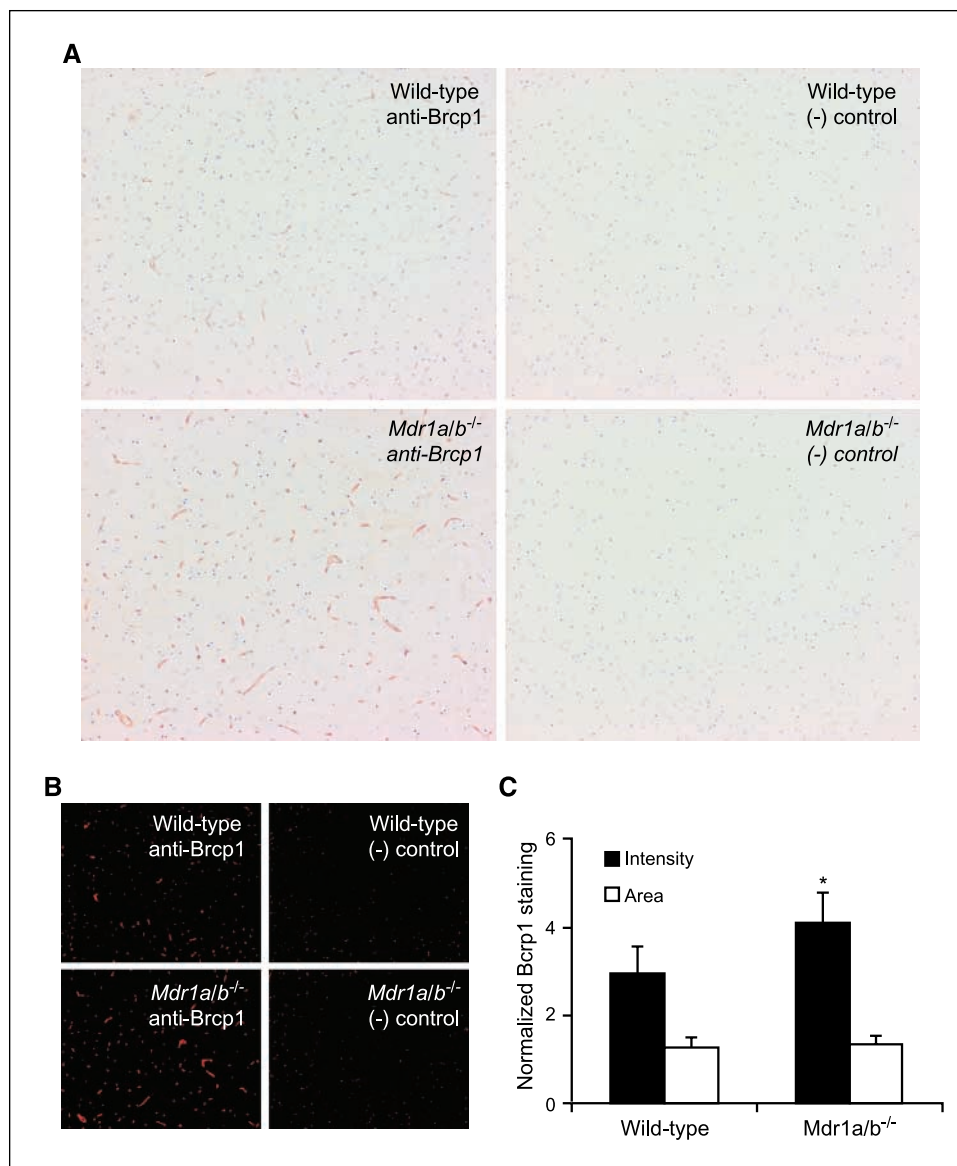 A
Wild-type
anti-Brcp1
Wild-type
(-) control
Mdr1a/b-/-
anti-Brcp1
Mdr1a/b-/-
(-) control
B
Wild-type
anti-Brcp1
Wild-type
(-) control
Mdr1a/b-/-
anti-Brcp1
Mdr1a/b-/-
(-) control
C
Normalized Bcrp1 staining
6
4
2
0
Intensity
Area
*
Wild-type
Mdr1a/b-/-